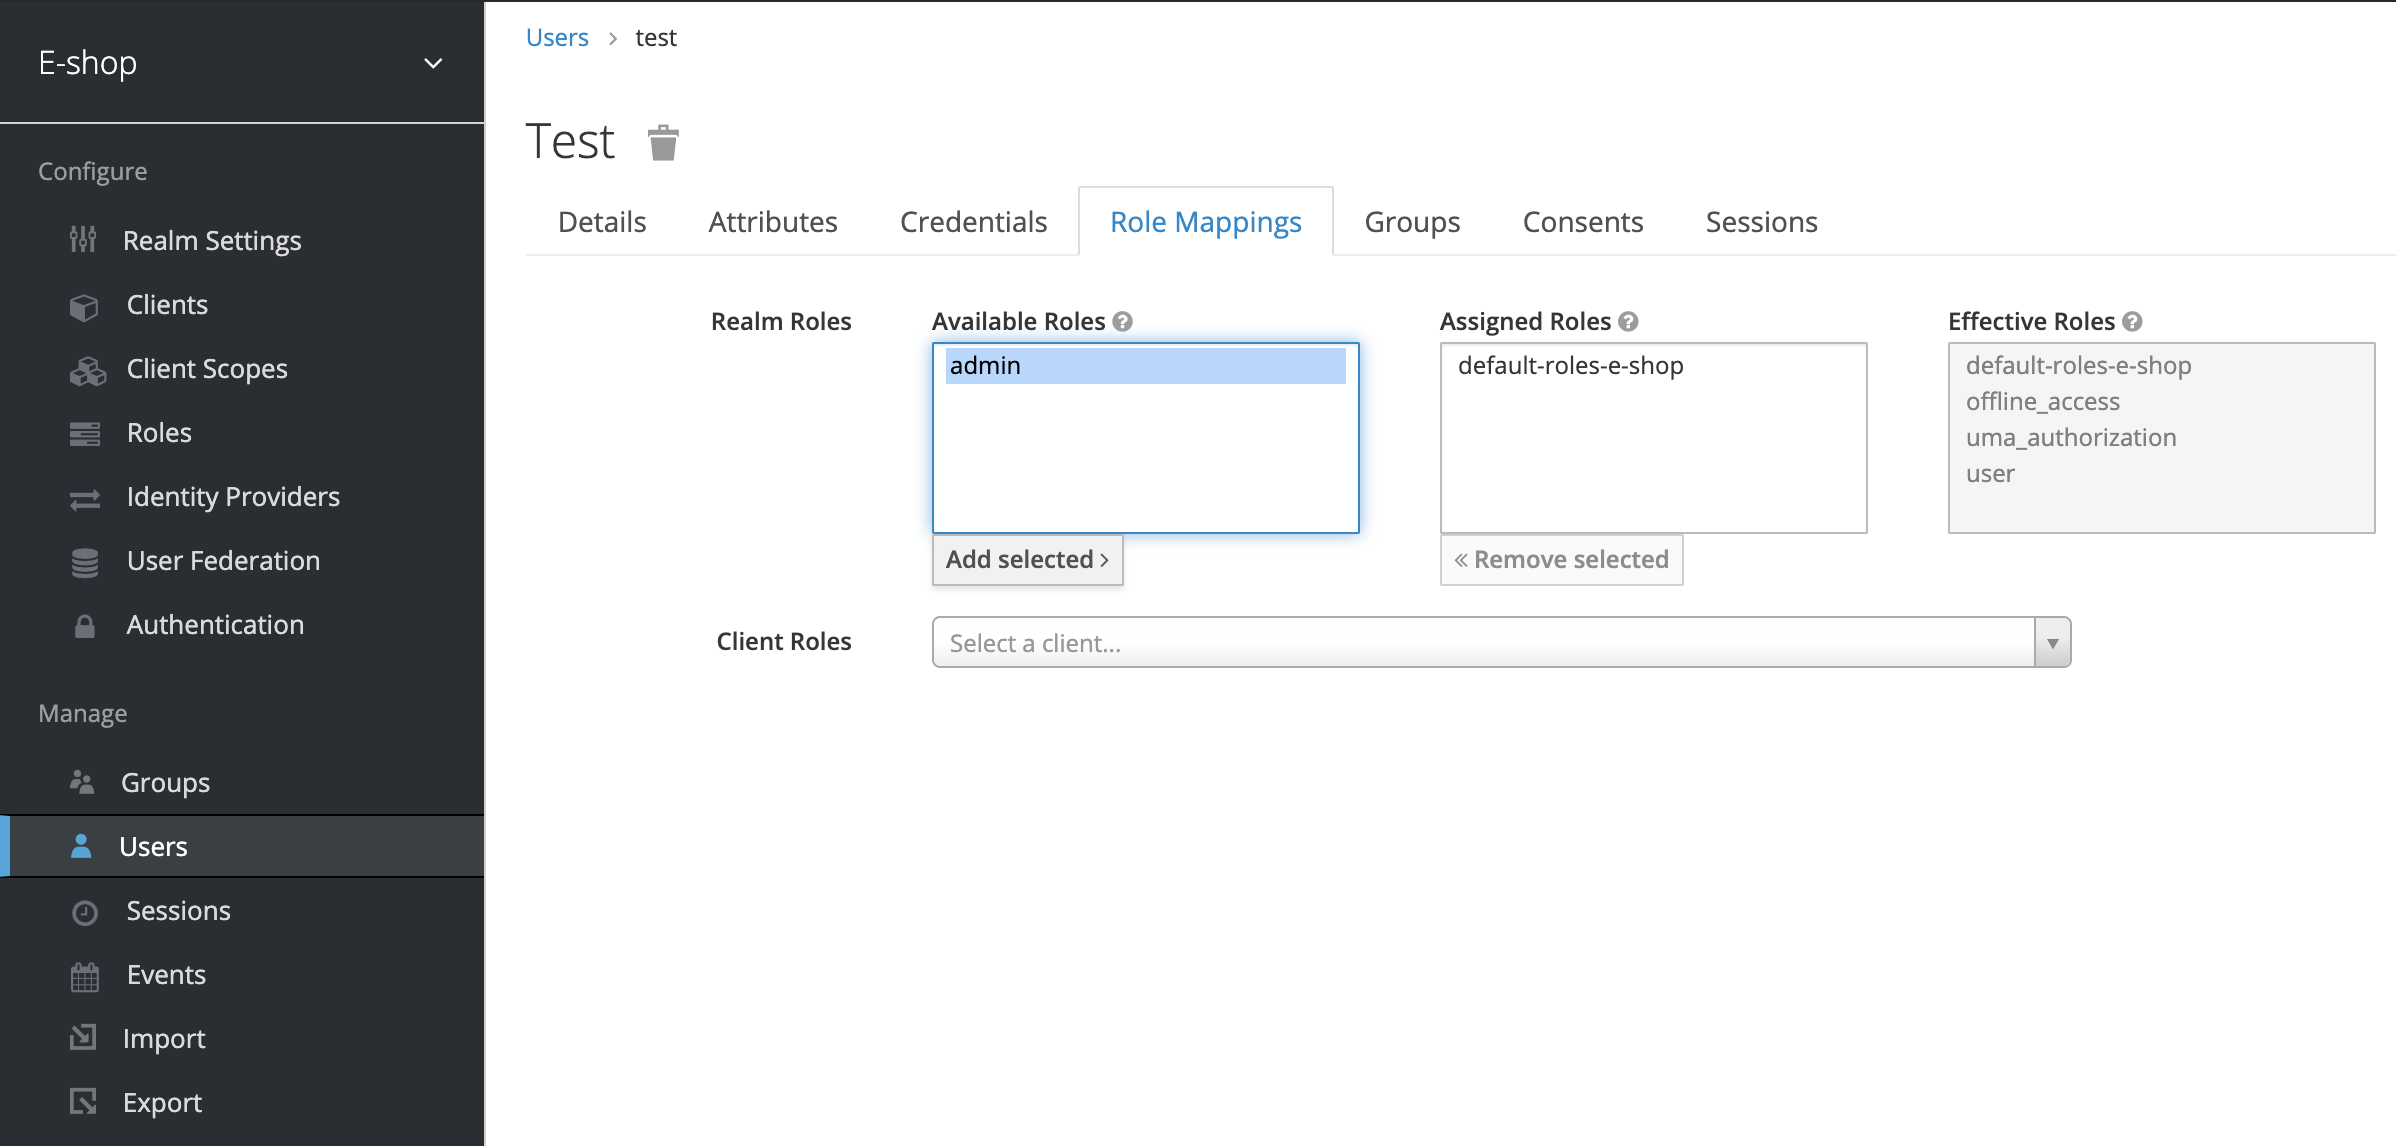 E-shop
Configure
Realm Settings
Clients
Client Scopes
Roles
Identity Providers
User Federation
Authentication
Manage
Groups
Users
Sessions
Events
Import
Export
Users > test
Test
Details Attributes Credentials Role Mappings Groups Consents Sessions
Realm Roles
Available Roles ?
admin
Add selected >
Assigned Roles ?
default-roles-e-shop
« Remove selected
Effective Roles ?
default-roles-e-shop
offline_access
uma_authorization
user
Client Roles
Select a client...